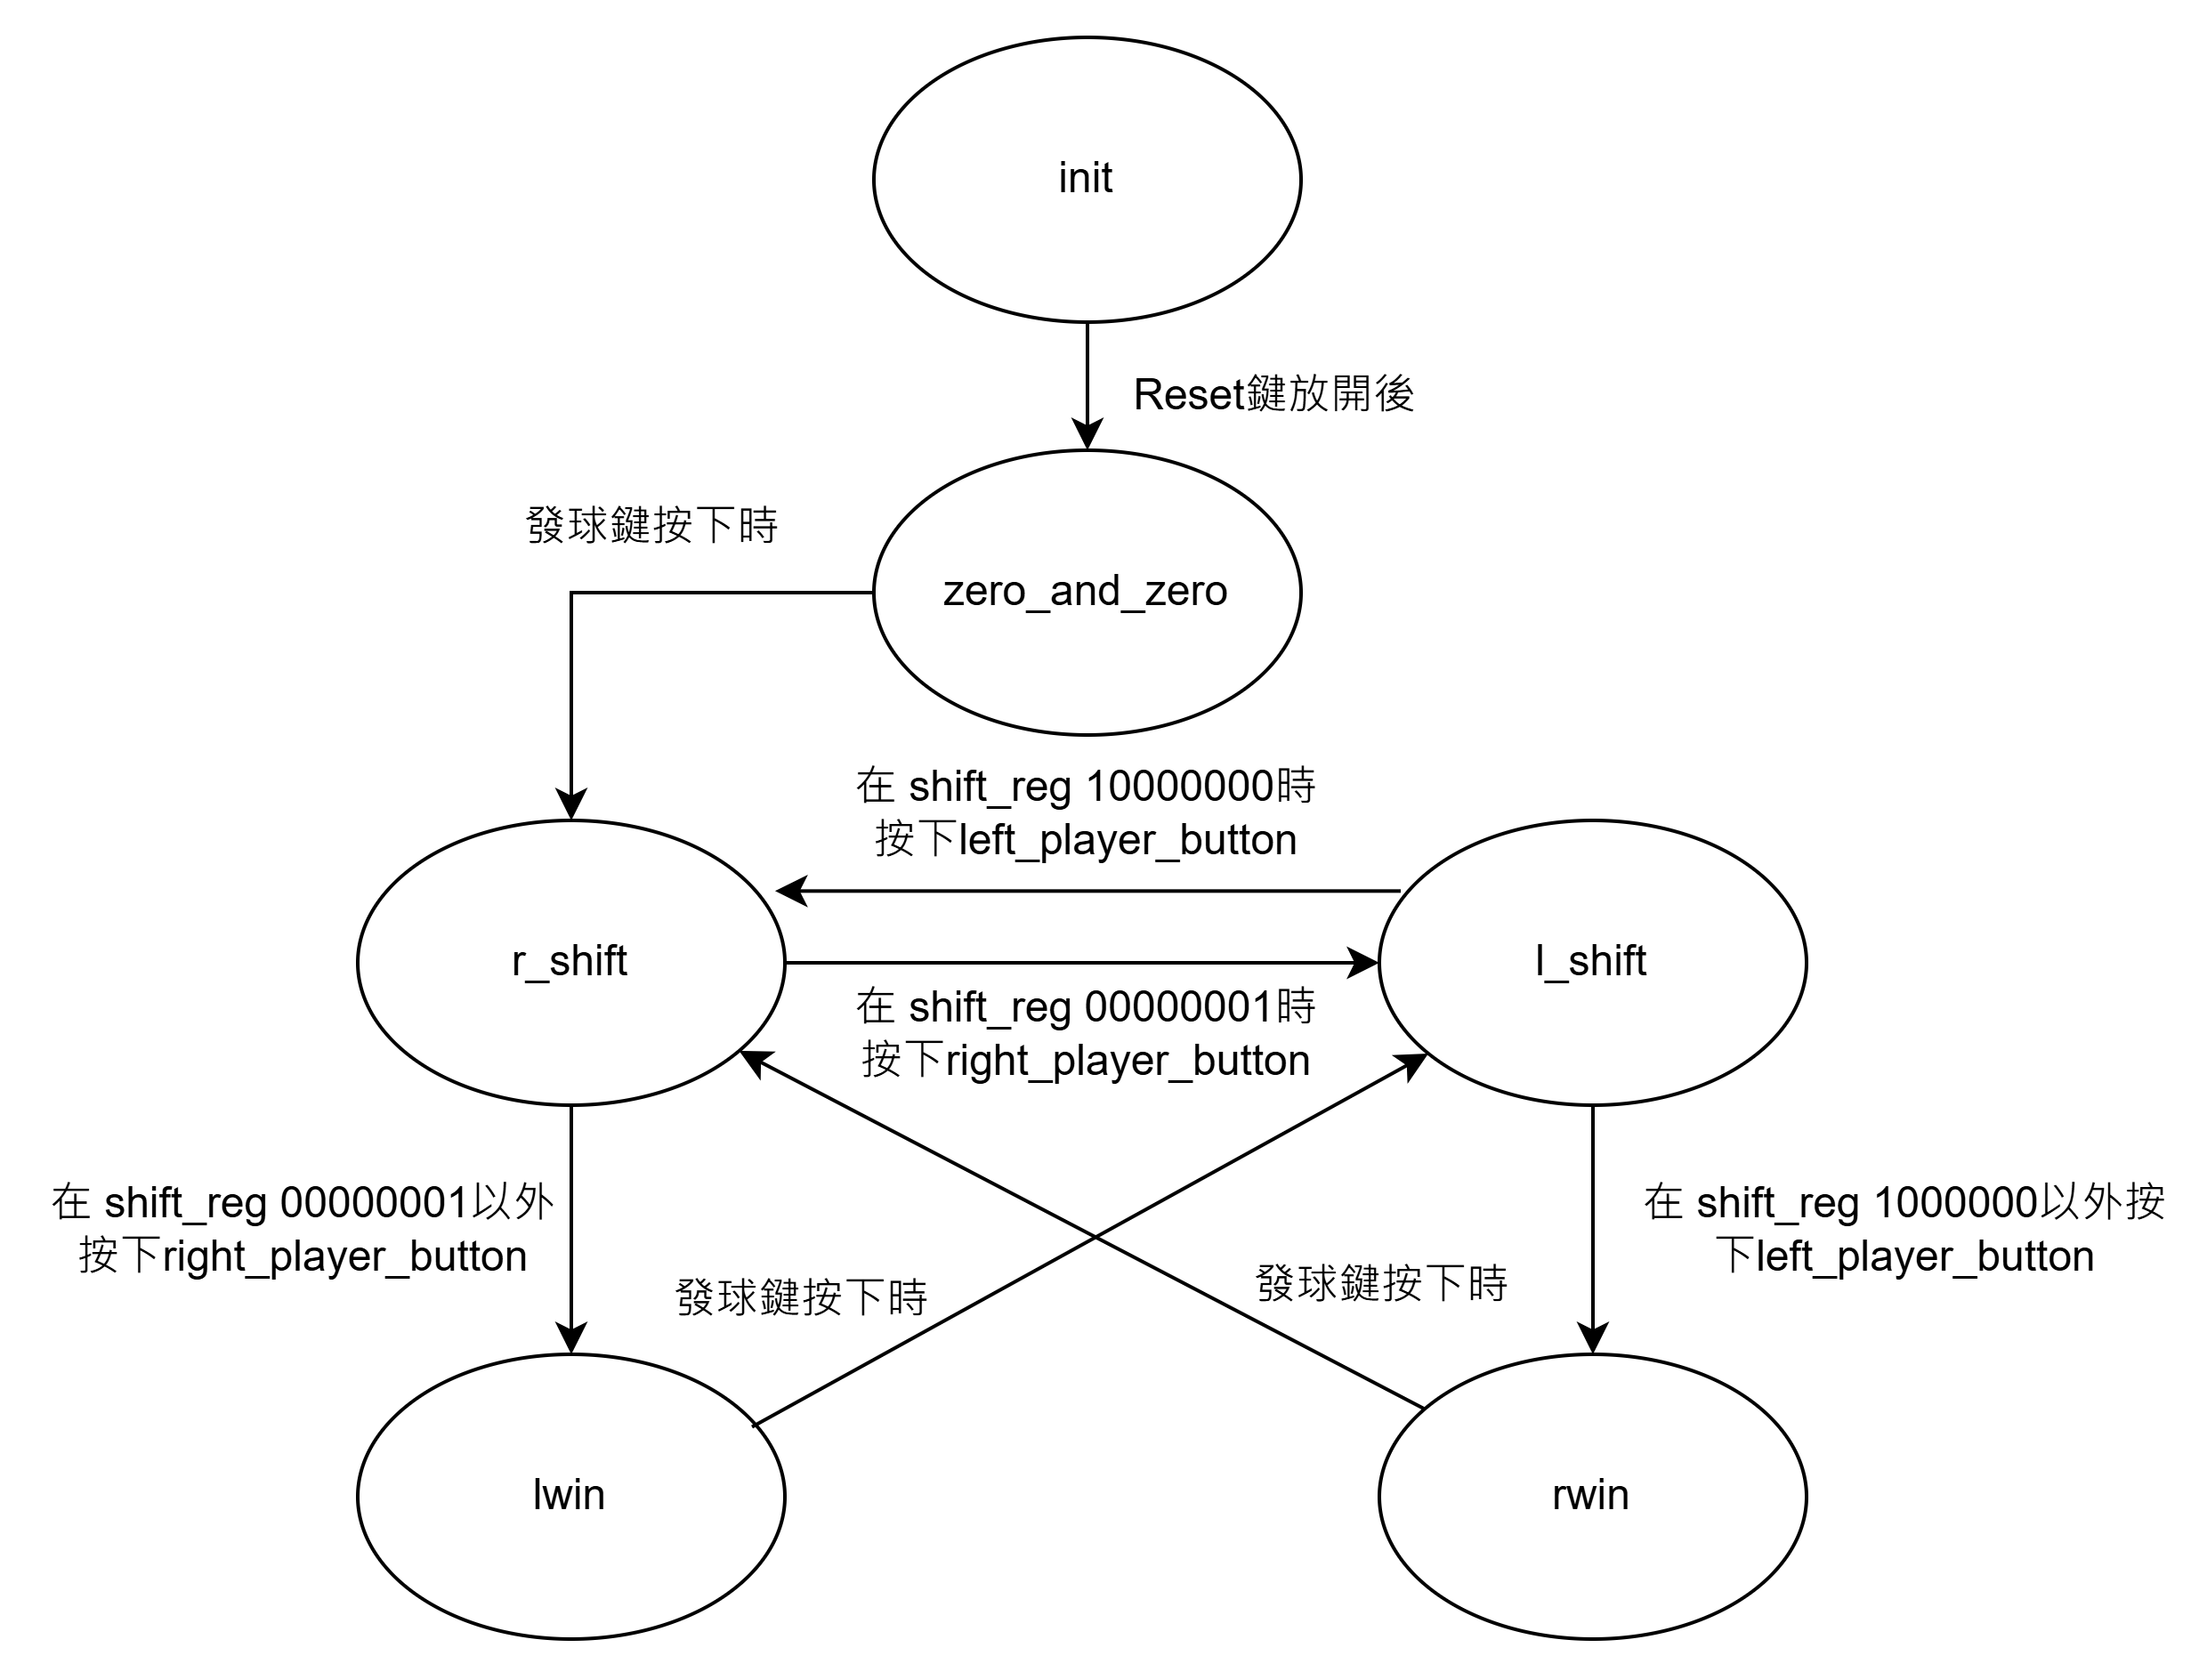 init
Reset鍵放開後
發球鍵按下時
zero_and_zero
在 shift_reg 10000000時
按下left_player_button
r_shift
l_shift
在 shift_reg 00000001時
按下right_player_button
在 shift_reg 00000001以外
按下right_player_button
在 shift_reg 1000000以外按
下left_player_button
發球鍵按下時
發球鍵按下時
lwin
rwin